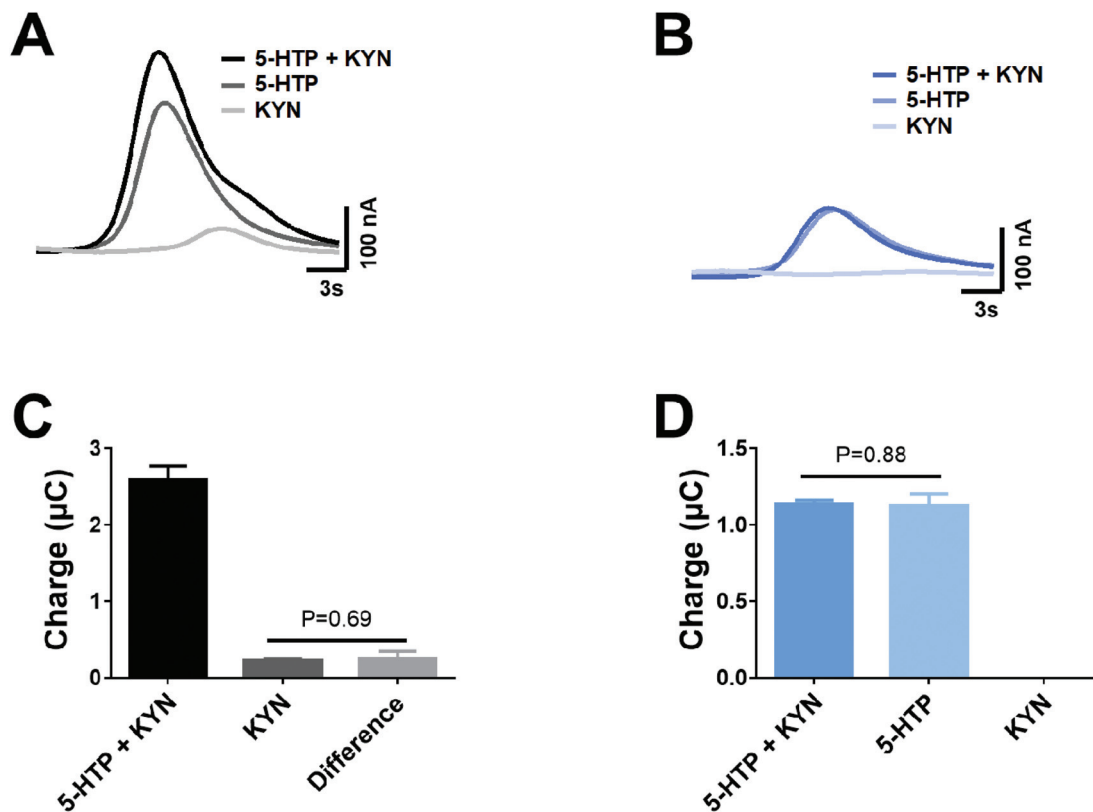 A
5-HTP + KYN
5-HTP
KYN
100 nA
3s
B
5-HTP + KYN
5-HTP
KYN
100 nA
3s
C
Charge (µC)
3
2
1
0
P=0.69
5-HTP + KYN
KYN
Difference
D
Charge (µC)
1.5
1.0
0.5
0.0
P=0.88
5-HTP + KYN
5-HTP
KYN